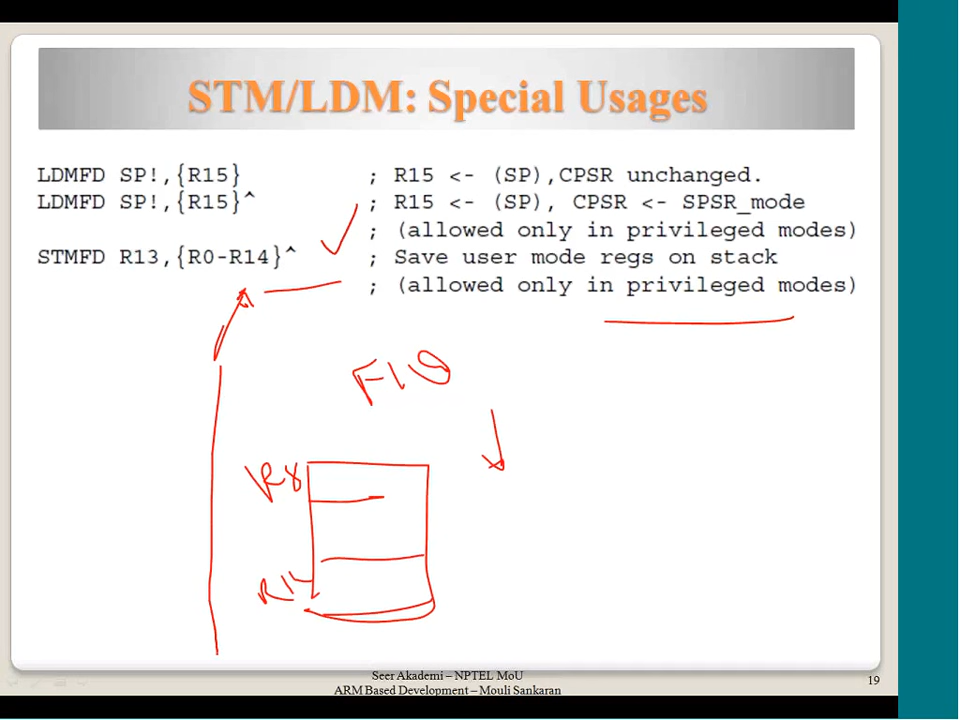 STM/LDM: Special Usages
LDMFD SP!,{R15} ; R15 <- (SP),CPSR unchanged.
LDMFD SP!,{R15}^ ; R15 <- (SP), CPSR <- SPSR_mode
; (allowed only in privileged modes)
STMFD R13,{R0-R14}^ ; Save user mode regs on stack
; (allowed only in privileged modes)
FIQ
R8
Seer Akademi – NPTEL MoU
ARM Based Development – Mouli Sankaran
19